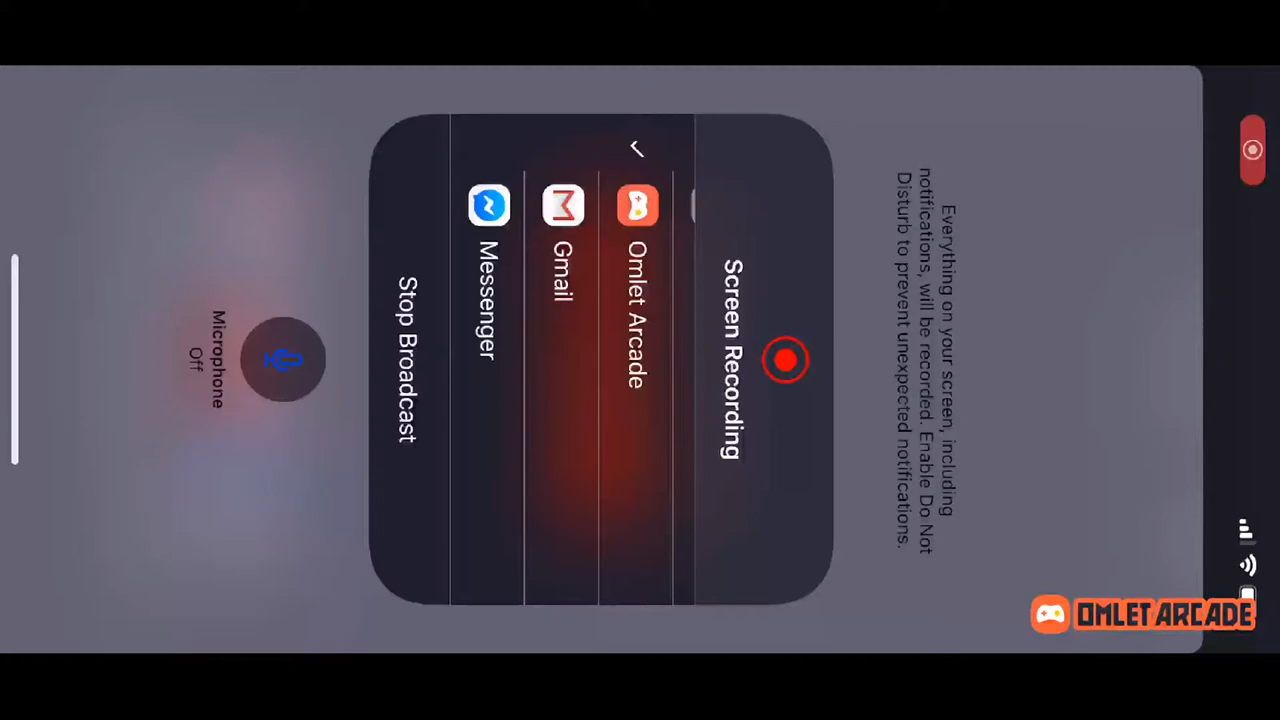 Everything on your screen, including
notifications, will be recorded. Enable Do Not
Disturb to prevent unexpected notifications.
Screen Recording
Omlet Arcade
Gmail
Messenger
Stop Broadcast
Microphone
Off
OMLET ARCADE